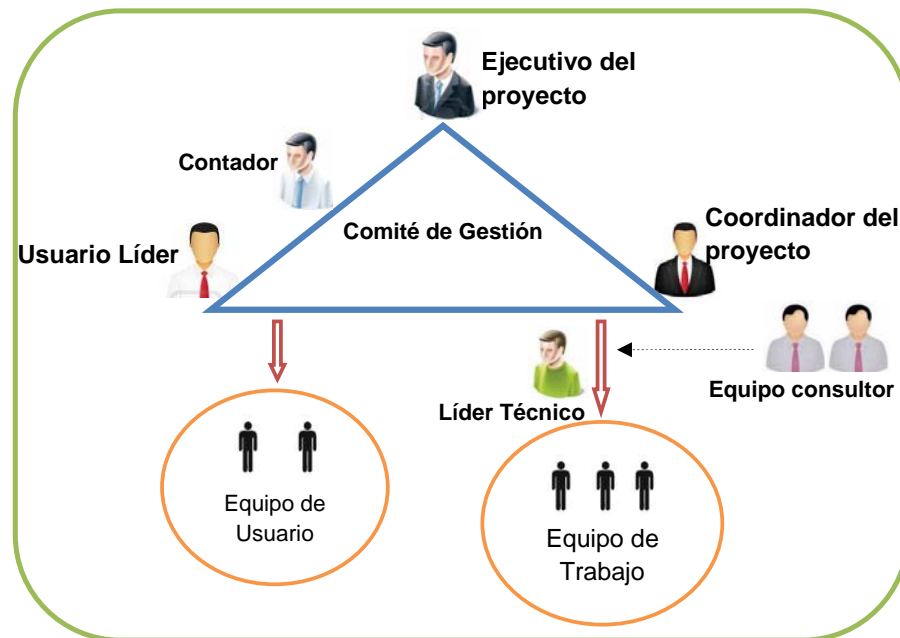 Ejecutivo del
proyecto
Contador
Comité de Gestión
Usuario Líder
Coordinador del
proyecto
Líder Técnico
Equipo consultor
Equipo de
Usuario
Equipo de
Trabajo